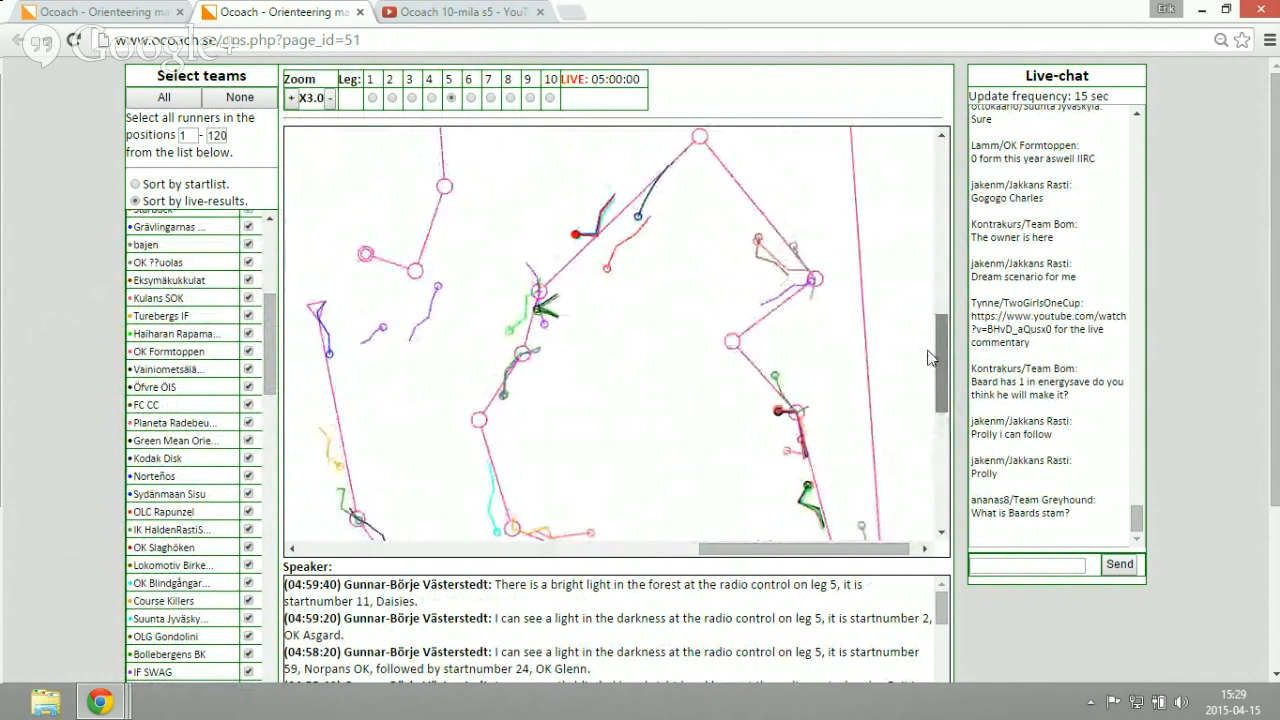 Ocoach - Orienteering ma
Ocoach - Orienteering ma
Ocoach 10-mila s5 - YouT
Erik
Google+
www.ocoach.se/ops.php?page_id=51
Select teams
All None
Select all runners in the
positions 1 - 120
from the list below.
Sort by startlist.
Sort by live-results.
Starbuck
Grävlingarnas ...
bajen
OK ??uolas
Eksymäkukkulat
Kulans SOK
Turebergs IF
Haiharan Rapama...
OK Formtoppen
Vainiometsälä...
Öfvre ÖIS
FC CC
Planeta Radebeu...
Green Mean Orie...
Kodak Disk
Norteños
Sydänmaan Sisu
OLC Rapunzel
IK HaldenRastiS...
OK Slaghöken
Lokomotiv Birke...
OK Blindgångar...
Course Killers
Suunta Jyväsky...
OLG Gondolini
Bollebergens BK
IF SWAG
Zoom Leg: 1 2 3 4 5 6 7 8 9 10 LIVE: 05:00:00
+ X3.0 -
Speaker:
(04:59:40) Gunnar-Börje Västerstedt: There is a bright light in the forest at the radio control on leg 5, it is
startnumber 11, Daisies.
(04:59:20) Gunnar-Börje Västerstedt: I can see a light in the darkness at the radio control on leg 5, it is startnumber 2,
OK Asgard.
(04:58:20) Gunnar-Börje Västerstedt: I can see a light in the darkness at the radio control on leg 5, it is startnumber
59, Norpans OK, followed by startnumber 24, OK Glenn.
Live-chat
Update frequency: 15 sec
ottokaario/Suunta Jyväskylä:
Sure
Lamm/OK Formtoppen:
0 form this year aswell IIRC
jakenm/Jakkans Rasti:
Gogogo Charles
Kontrakurs/Team Bom:
The owner is here
jakenm/Jakkans Rasti:
Dream scenario for me
Tynne/TwoGirlsOneCup:
https://www.youtube.com/watch
?v=BHvD_aQusx0 for the live
commentary
Kontrakurs/Team Bom:
Baard has 1 in energysave do you
think he will make it?
jakenm/Jakkans Rasti:
Prolly i can follow
jakenm/Jakkans Rasti:
Prolly
ananas8/Team Greyhound:
What is Baards stam?
Send
15:29
2015-04-15